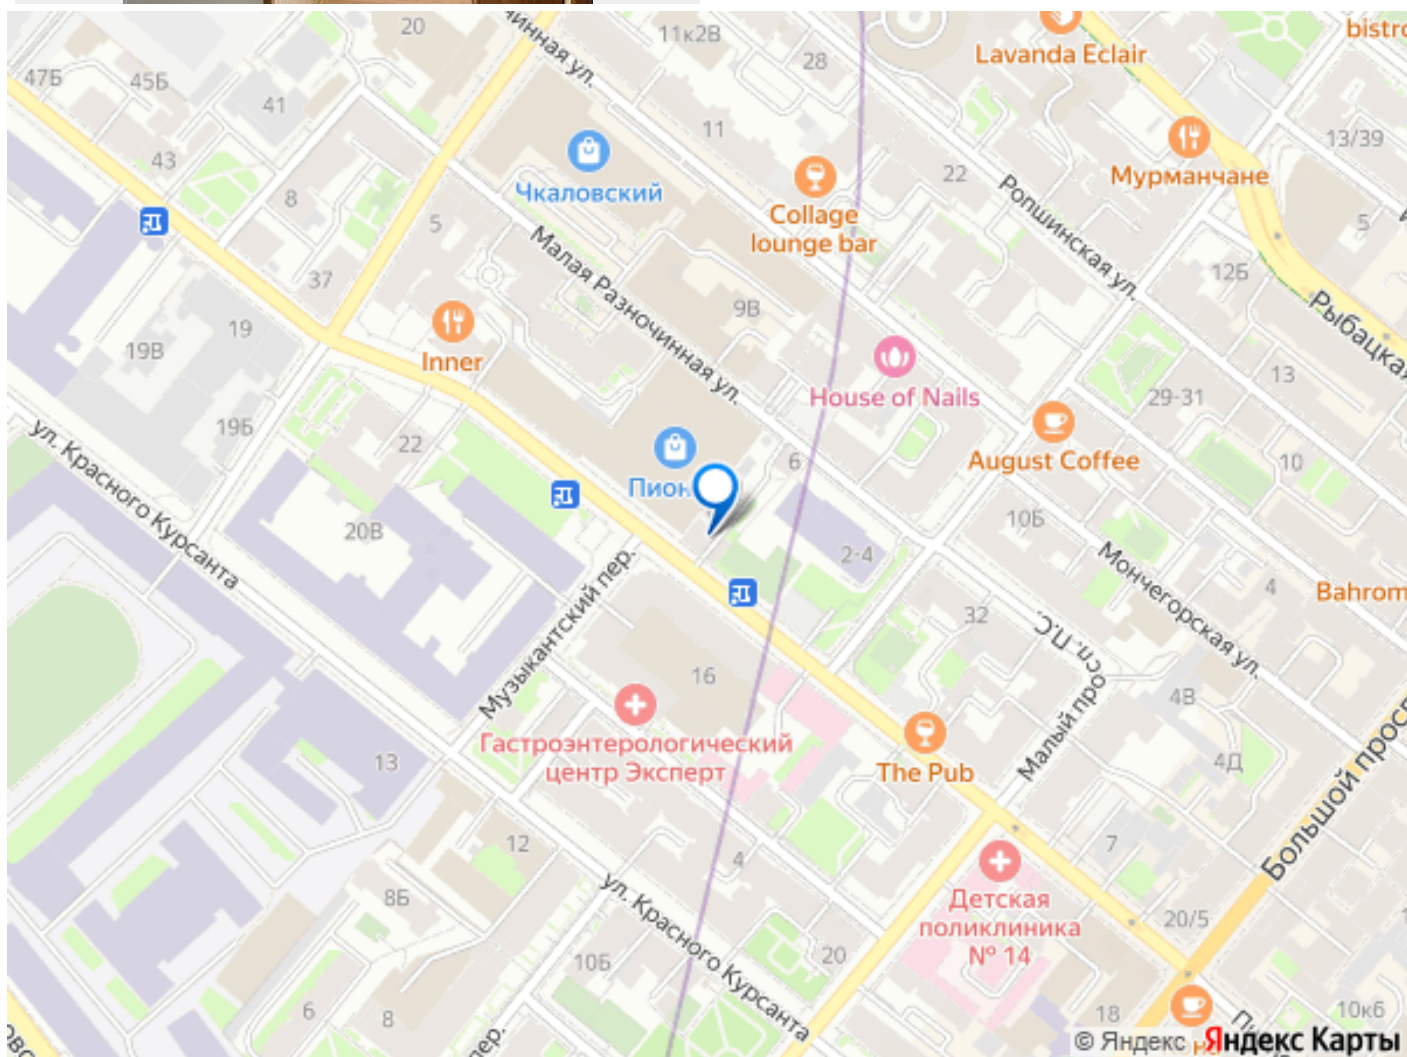 20
11к2В
bistro
47Б
45Б
28
Lavanda Eclair
41
11
13/39
43
Чкаловский
Мурманчане
22
8
Collage
lounge bar
Ропшинская ул.
5
5
Малая Разночинная ул.
12Б
37
9В
Рыбацкая
19
19В
Inner
House of Nails
13
29-31
19Б
ул. Красного Курсанта
22
August Coffee
10
6
20В
10Б
2-4
Мончегорская ул.
4
Bahrom
32
Музыкантский пер.
Малый просп. П.С.
16
4В
Гастроэнтерологический
центр Эксперт
13
The Pub
4Д
Большой просп
12
4
7
8Б
Детская
поликлиника
№ 14
20/5
ул. Красного Курсанта
20
10Б
6
8
пер.
18
10к6
© Яндекс Яндекс Карты